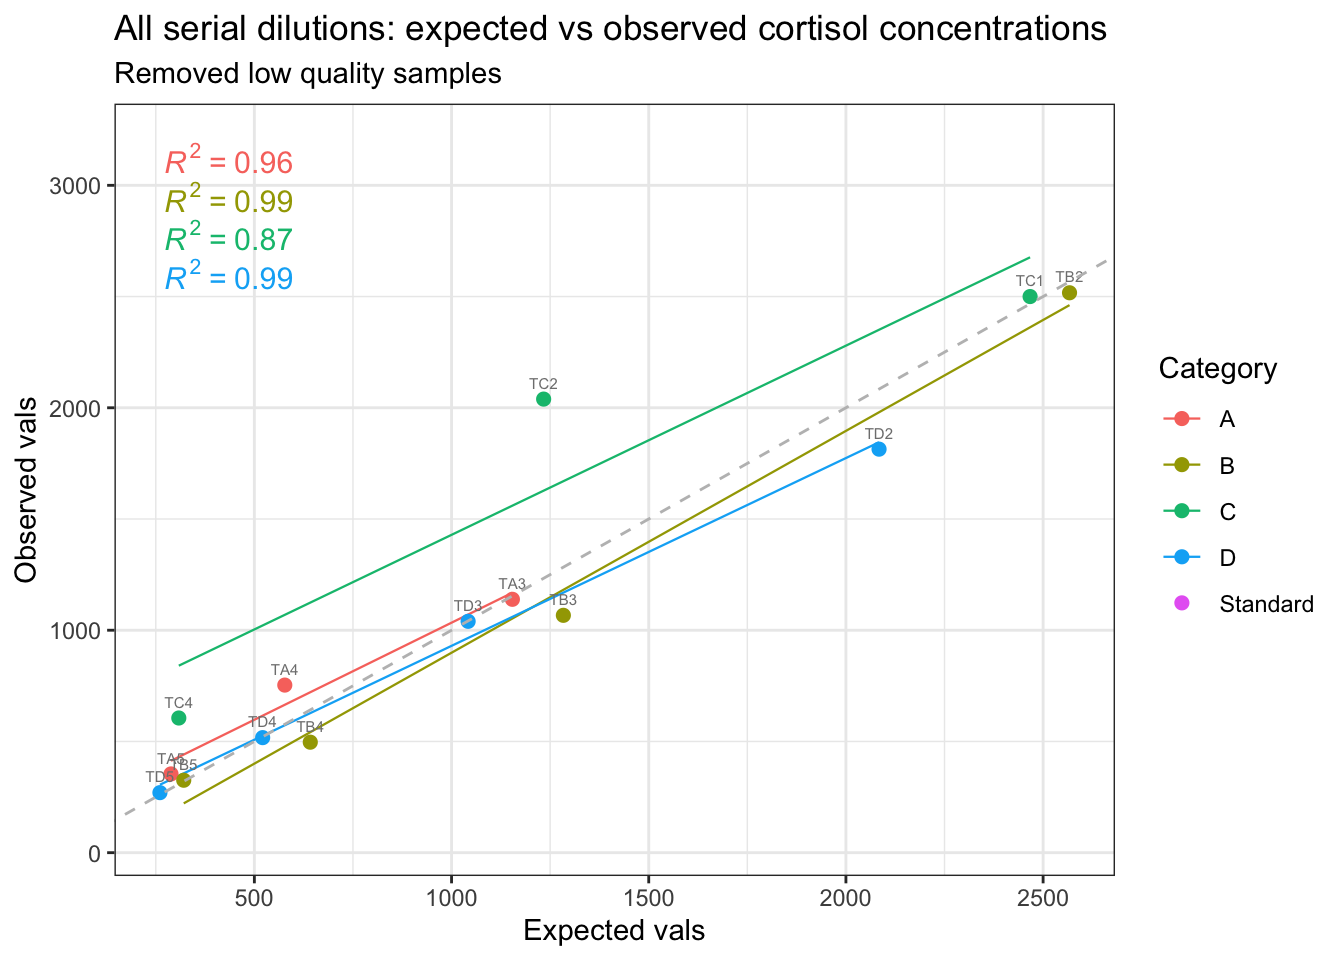 All serial dilutions: expected vs observed cortisol concentrations
Removed low quality samples
R² = 0.96
R² = 0.99
R² = 0.87
R² = 0.99
3000
2000
1000
0
Observed vals
TC1
TB2
TC2
TD2
TA3
TD3
TB3
TA4
TC4
TD4
TB4
TA5
TB5
TD5
500
1000
1500
2000
2500
Expected vals
Category
A
B
C
D
Standard